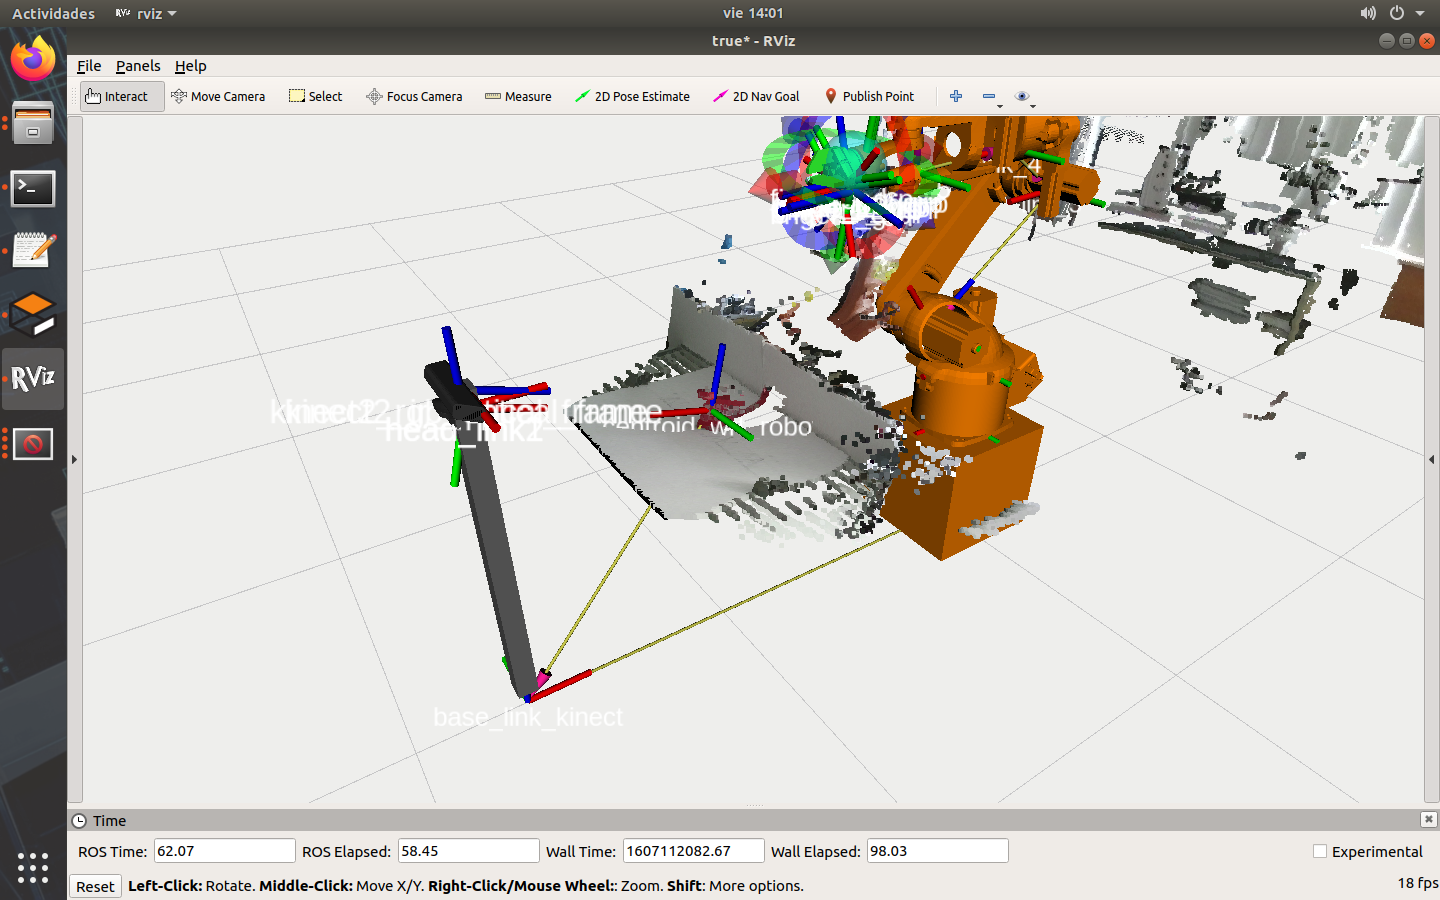 Actividades
RViz
rviz
vie 14:01
true* - RViz
File Panels Help
Interact
Move Camera
Select
Focus Camera
Measure
2D Pose Estimate
2D Nav Goal
Publish Point
RViz
head_link2
base_link_kinect
Time
ROS Time: 62.07
ROS Elapsed: 58.45
Wall Time: 1607112082.67
Wall Elapsed: 98.03
Experimental
Reset
Left-Click: Rotate. Middle-Click: Move X/Y. Right-Click/Mouse Wheel:: Zoom. Shift: More options.
18 fps